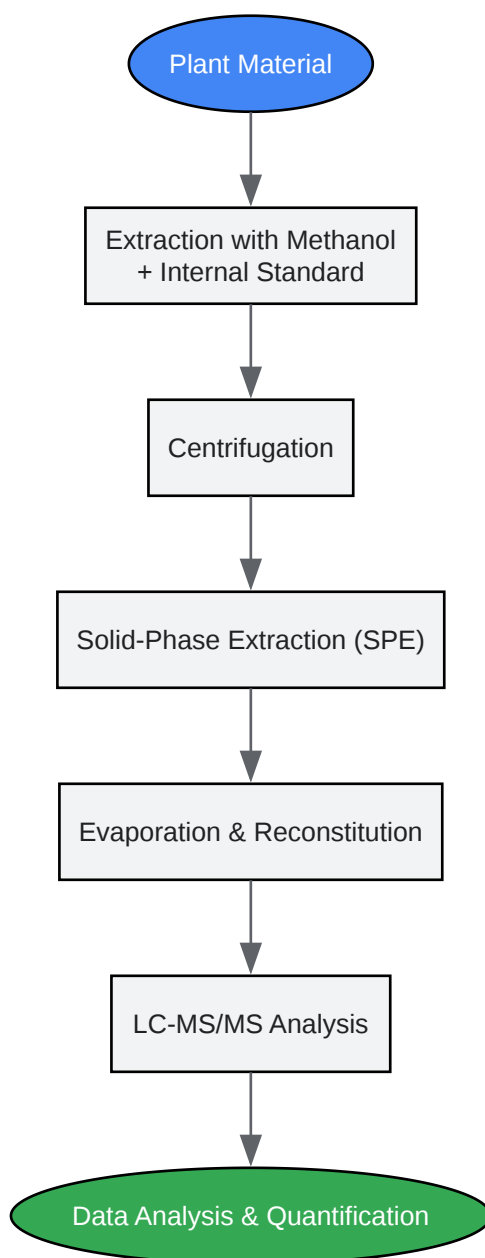 Plant Material
Extraction with Methanol
+ Internal Standard
Centrifugation
Solid-Phase Extraction (SPE)
Evaporation & Reconstitution
LC-MS/MS Analysis
Data Analysis & Quantification